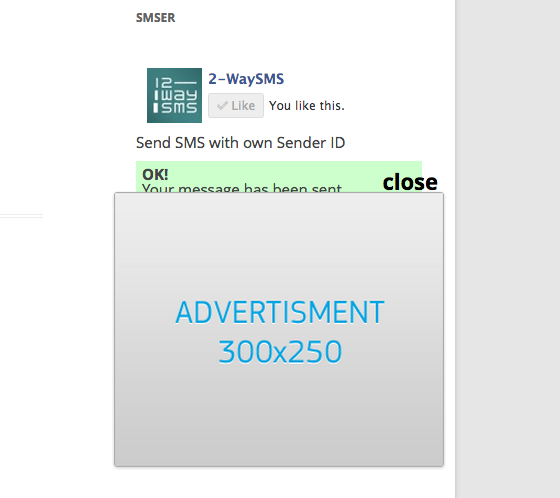 SMSER
12
way
sms
2-WaySMS
Like
You like this.
Send SMS with own Sender ID
OK!
close
Your message has been sent
ADVERTISMENT
300x250